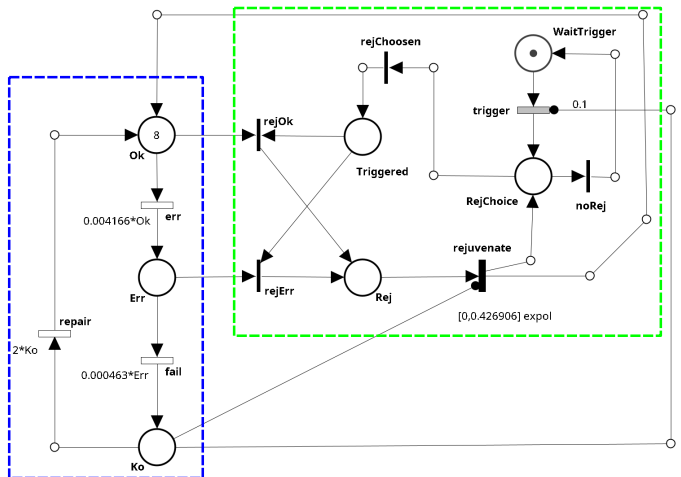 WaitTrigger
rejChoosen
trigger
0.1
rejOk
8
Ok
Triggered
RejChoice
noRej
0.004166*Ok
err
rejuvenate
Err
rejErr
Rej
repair
[0,0.426906] expol
2*Ko
0.000463*Err
fail
Ko